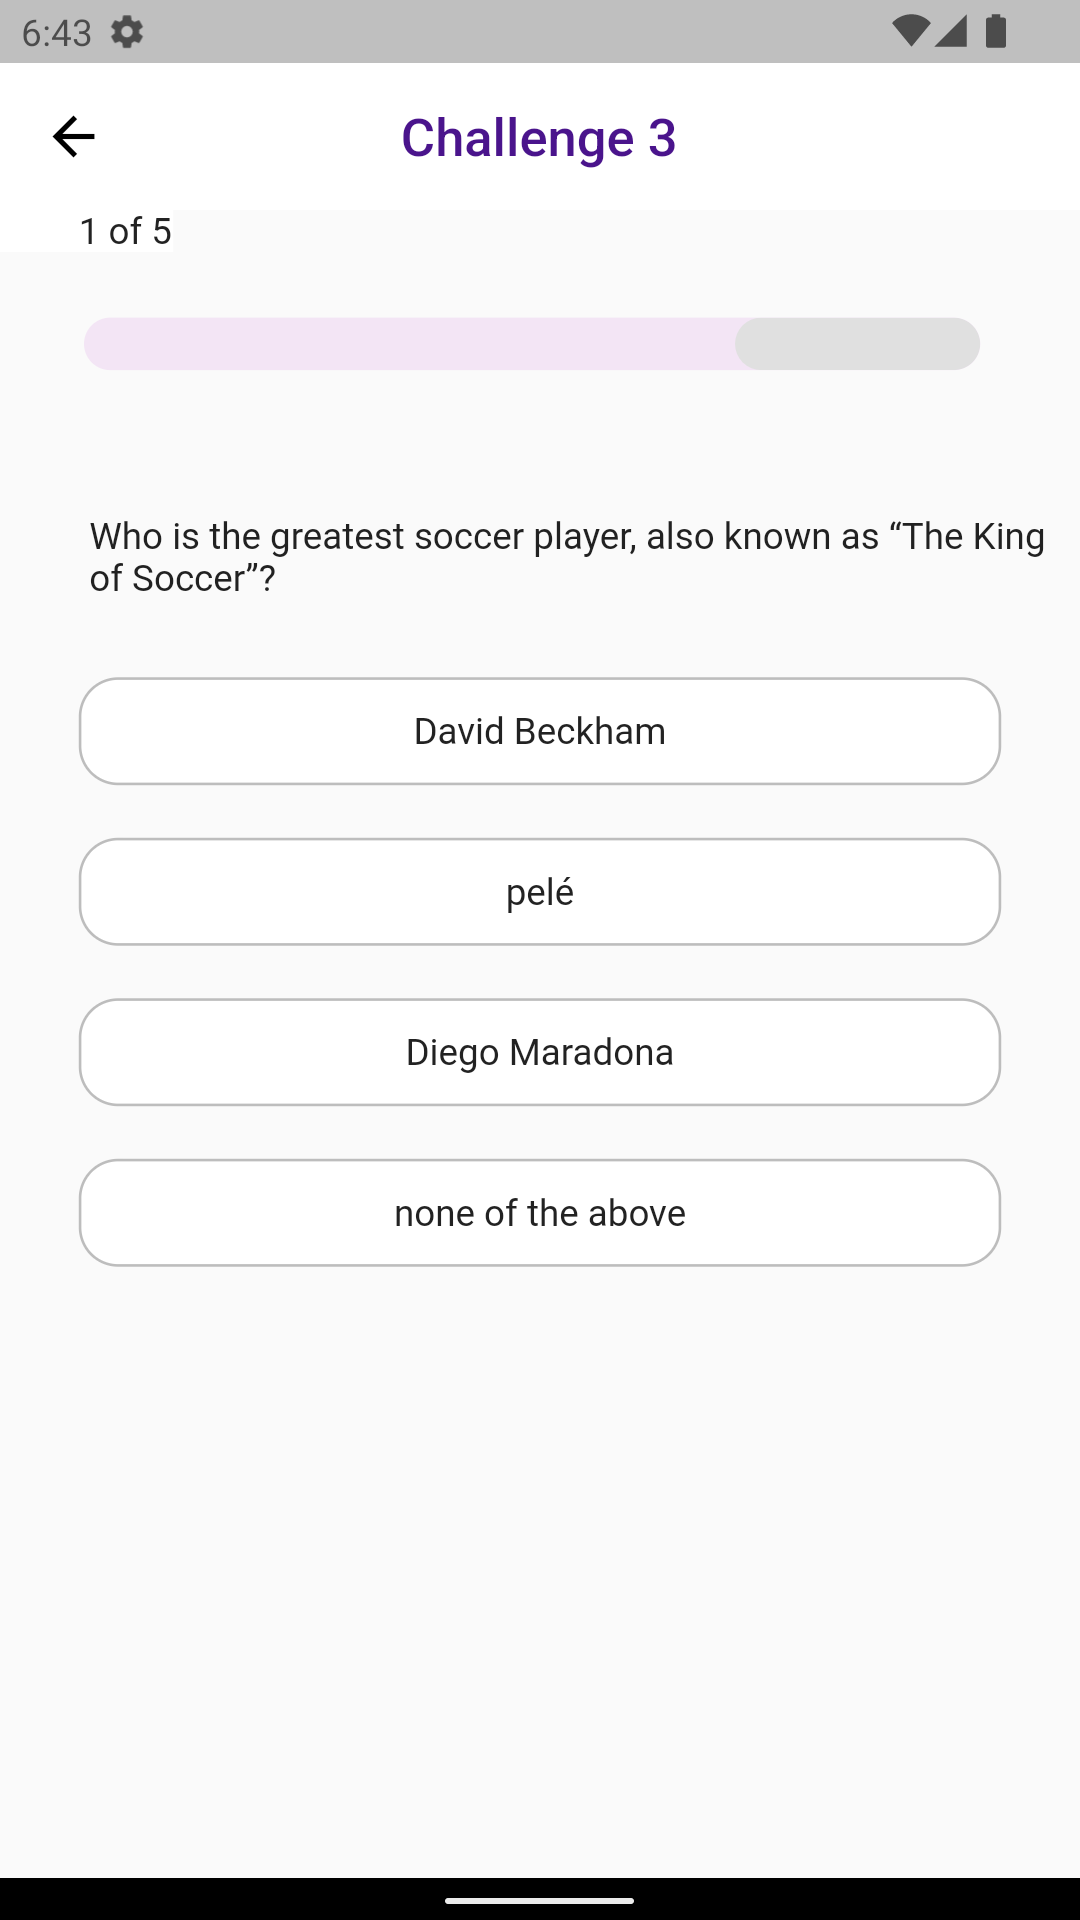 6:43
Challenge 3
1 of 5
Who is the greatest soccer player, also known as “The King
of Soccer”?
David Beckham
pelé
Diego Maradona
none of the above